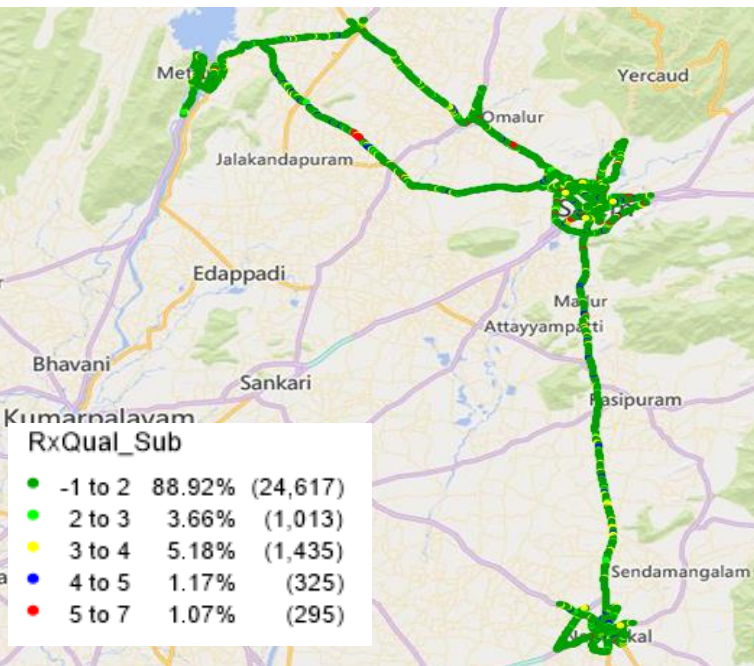 Yercaud
Omalur
Jalakandapuram
Edappadi
Attayyampatti
Bhavani
Sankari
Rasipuram
Kumarpalayam
RxQual_Sub
-1 to 2 88.92% (24,617)
2 to 3 3.66% (1,013)
3 to 4 5.18% (1,435)
4 to 5 1.17% (325)
5 to 7 1.07% (295)
Sendamangalam